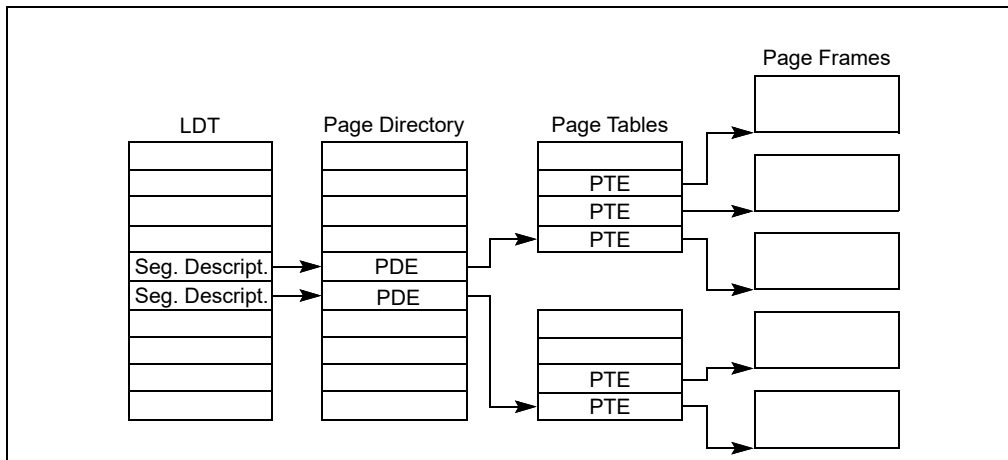 Page Frames
LDT
Page Directory
Page Tables
PTE
PTE
PTE
Seg. Descript.
PDE
Seg. Descript.
PDE
PTE
PTE